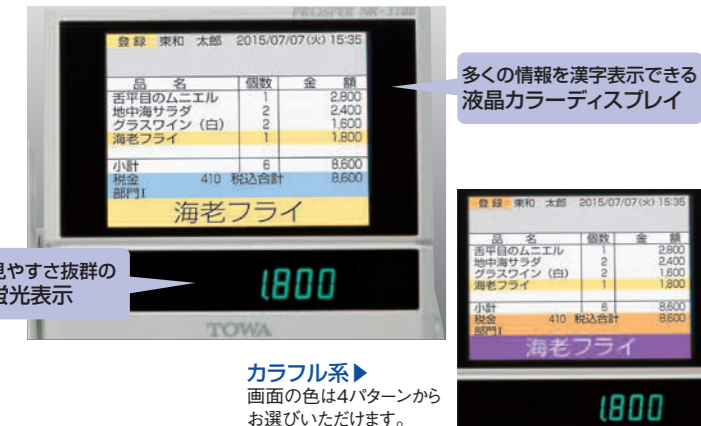 PROSPER NR-3100
登録 東和 太郎 2015/07/07(火) 15:35
品 名 個数 金 額
舌平目のムニエル 1 2,800
地中海サラダ 2 2,400
グラスワイン（白） 2 1,600
海老フライ 1 1,800
小計 6 8,600
税金 410 税込合計 8,600
部門1
海老フライ
1,800
TOWA
多くの情報を漢字表示できる
液晶カラーディスプレイ
見やすさ抜群の
蛍光表示
カラフル系▶
画面の色は4パターンから
お選びいただけます。
登録 東和 太郎 2015/07/07(火) 15:35
品 名 個数 金 額
舌平目のムニエル 1 2,800
地中海サラダ 2 2,400
グラスワイン（白） 2 1,600
海老フライ 1 1,800
小計 6 8,600
税金 410 税込合計 8,600
部門1
海老フライ
1,800